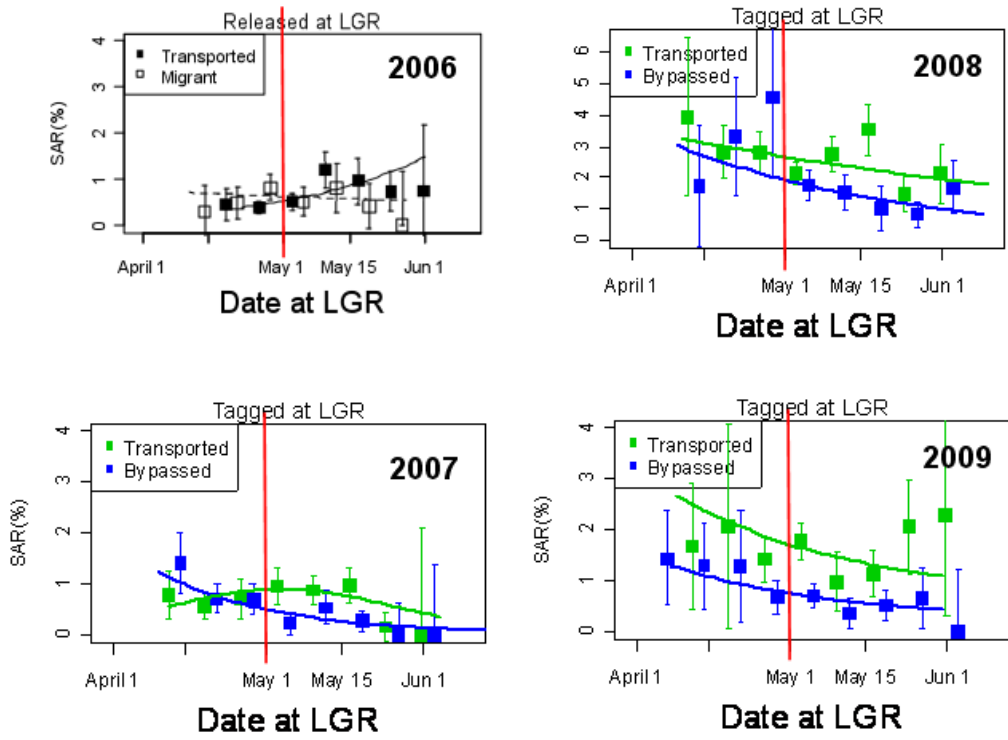 Released at LGR
4
3
2
1
0
SAR(%)
Transported
Migrant
2006
April 1
May 1
May 15
Jun 1
Date at LGR
Tagged at LGR
6
5
4
3
2
1
0
Transported
Bypassed
2008
April 1
May 1
May 15
Jun 1
Date at LGR
Tagged at LGR
4
3
2
1
0
SAR(%)
Transported
Bypassed
2007
April 1
May 1
May 15
Jun 1
Date at LGR
Tagged at LGR
4
3
2
1
0
SAR(%)
Transported
Bypassed
2009
April 1
May 1
May 15
Jun 1
Date at LGR